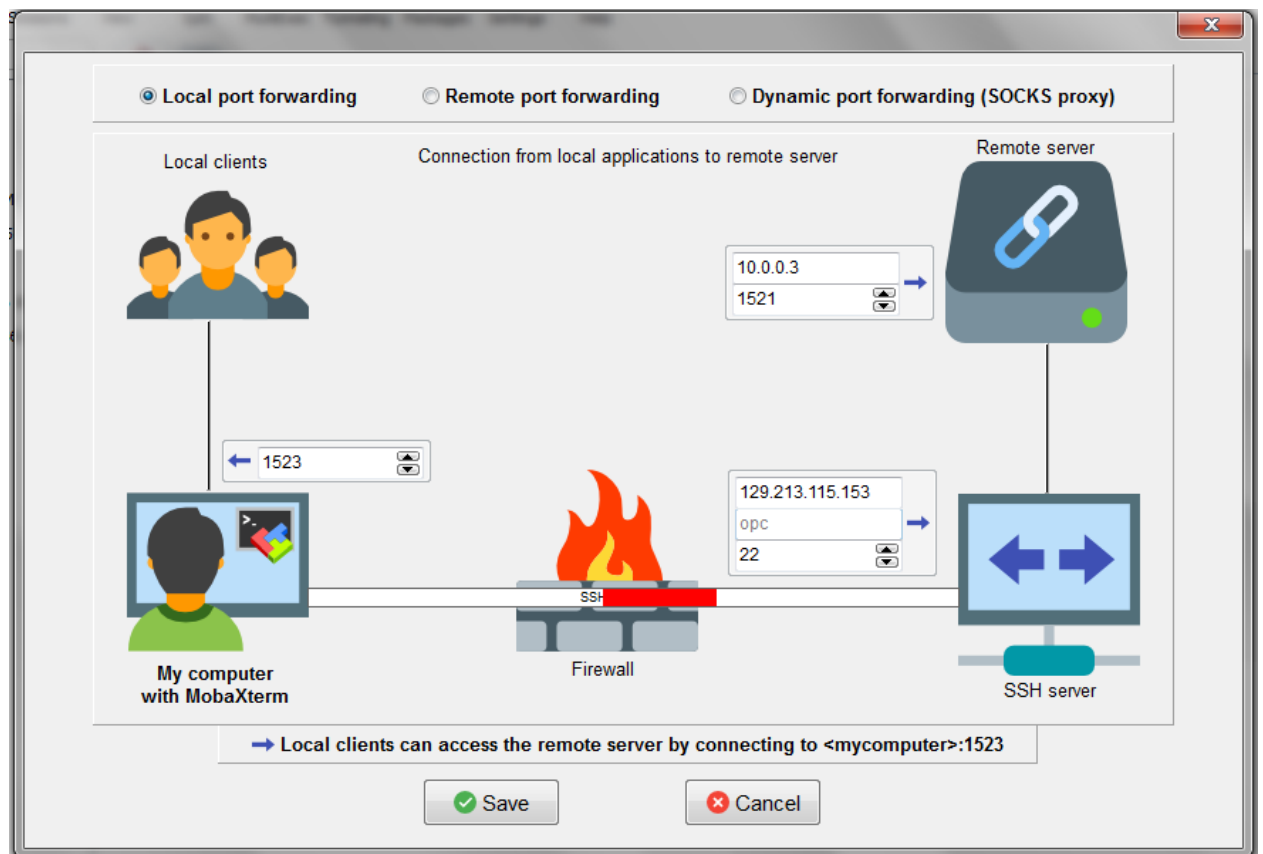 Local port forwarding
Remote port forwarding
Dynamic port forwarding (SOCKS proxy)
Local clients
Connection from local applications to remote server
Remote server
10.0.0.3
1521
1523
129.213.115.153
opc
22
SSH
Firewall
My computer
with MobaXterm
SSH server
Local clients can access the remote server by connecting to <mycomputer>:1523
Save
Cancel